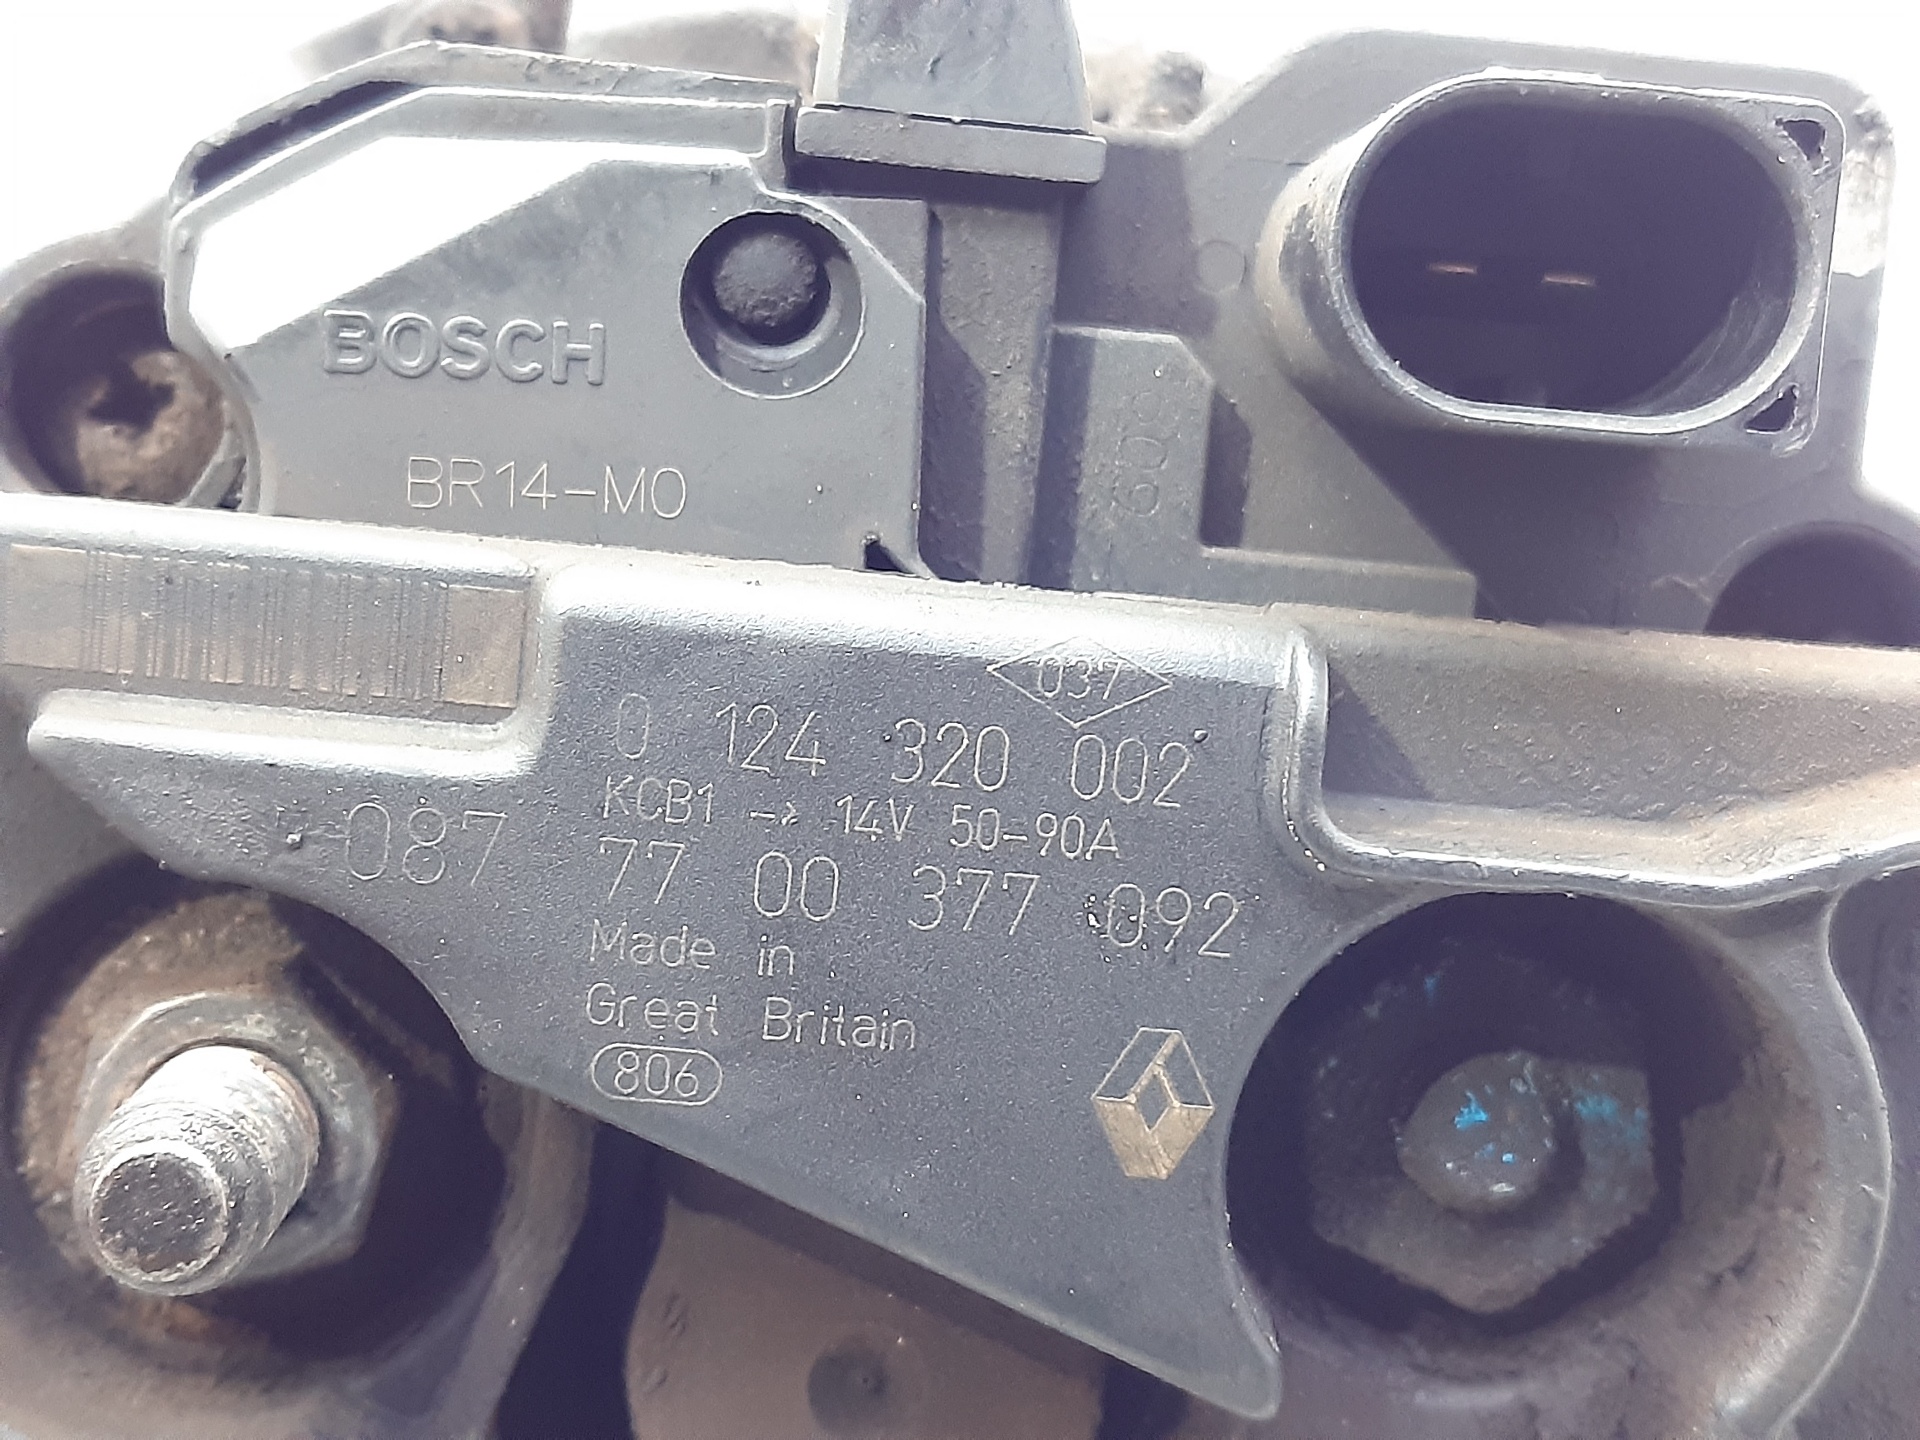 BOSCH
BR14-M0
609
037
0 124 320 002
KCB1 → 14V 50-90A
087 77 00 377 092
Made in
Great Britain
806